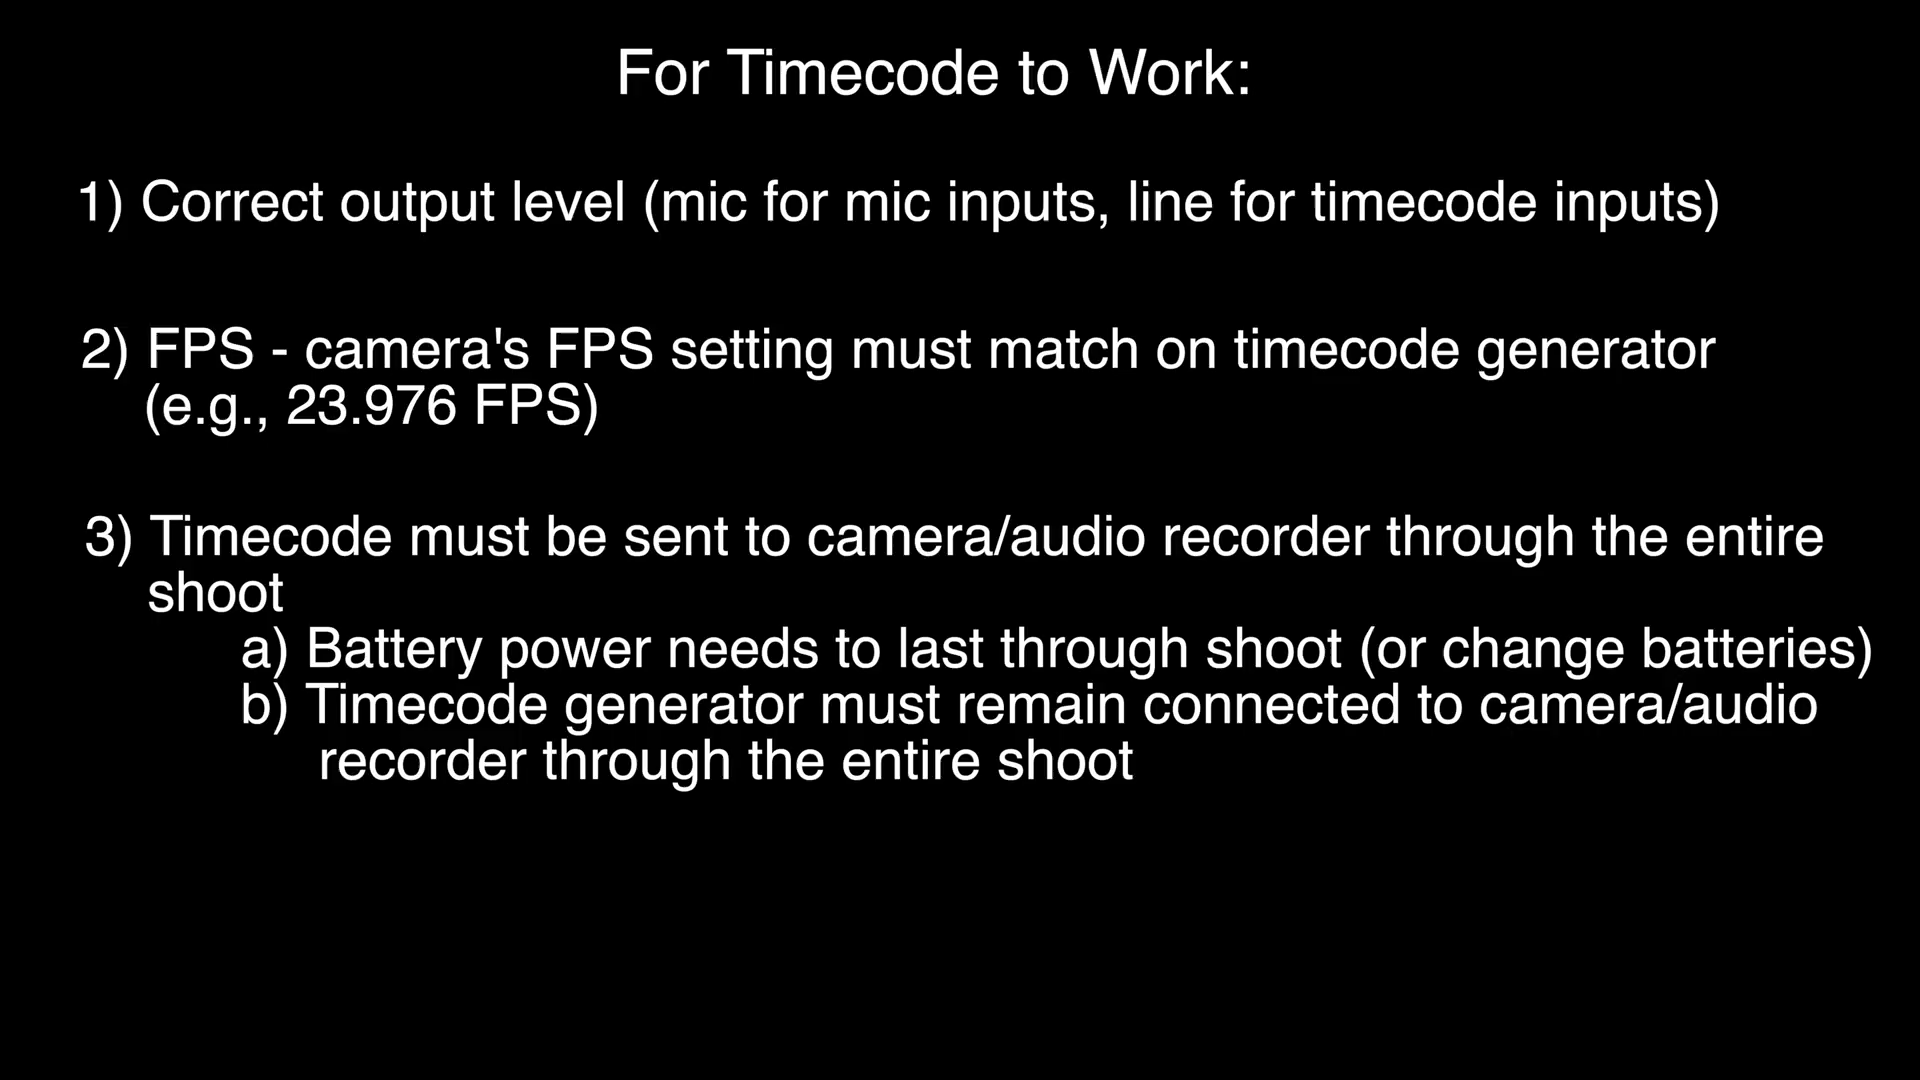 For Timecode to Work:
1) Correct output level (mic for mic inputs, line for timecode inputs)
2) FPS - camera's FPS setting must match on timecode generator
(e.g., 23.976 FPS)
3) Timecode must be sent to camera/audio recorder through the entire
shoot
a) Battery power needs to last through shoot (or change batteries)
b) Timecode generator must remain connected to camera/audio
recorder through the entire shoot